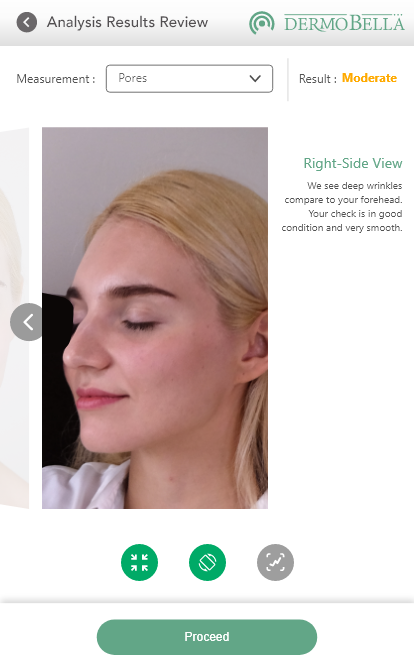 Analysis Results Review
DERMOBELLA
Measurement :
Pores
Result : Moderate
Right-Side View
We see deep wrinkles
compare to your forehead.
Your check is in good
condition and very smooth.
Proceed